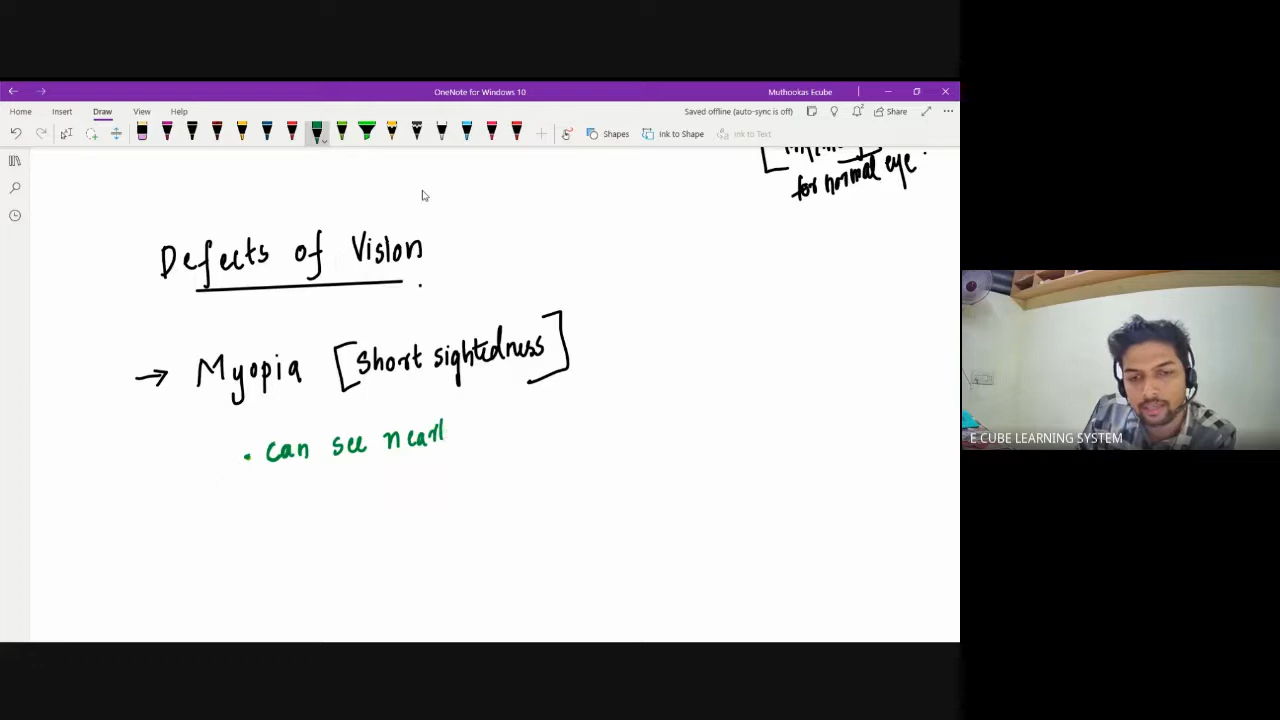 OneNote for Windows 10
Muthookas Ecube
Home Insert Draw View Help
Saved offline (auto-sync is off)
Share
Shapes
Ink to Shape
Ink to Text
for normal eye.
Defects of Vision.
→ Myopia [Short sightedness]
. can see nearl
E CUBE LEARNING SYSTEM